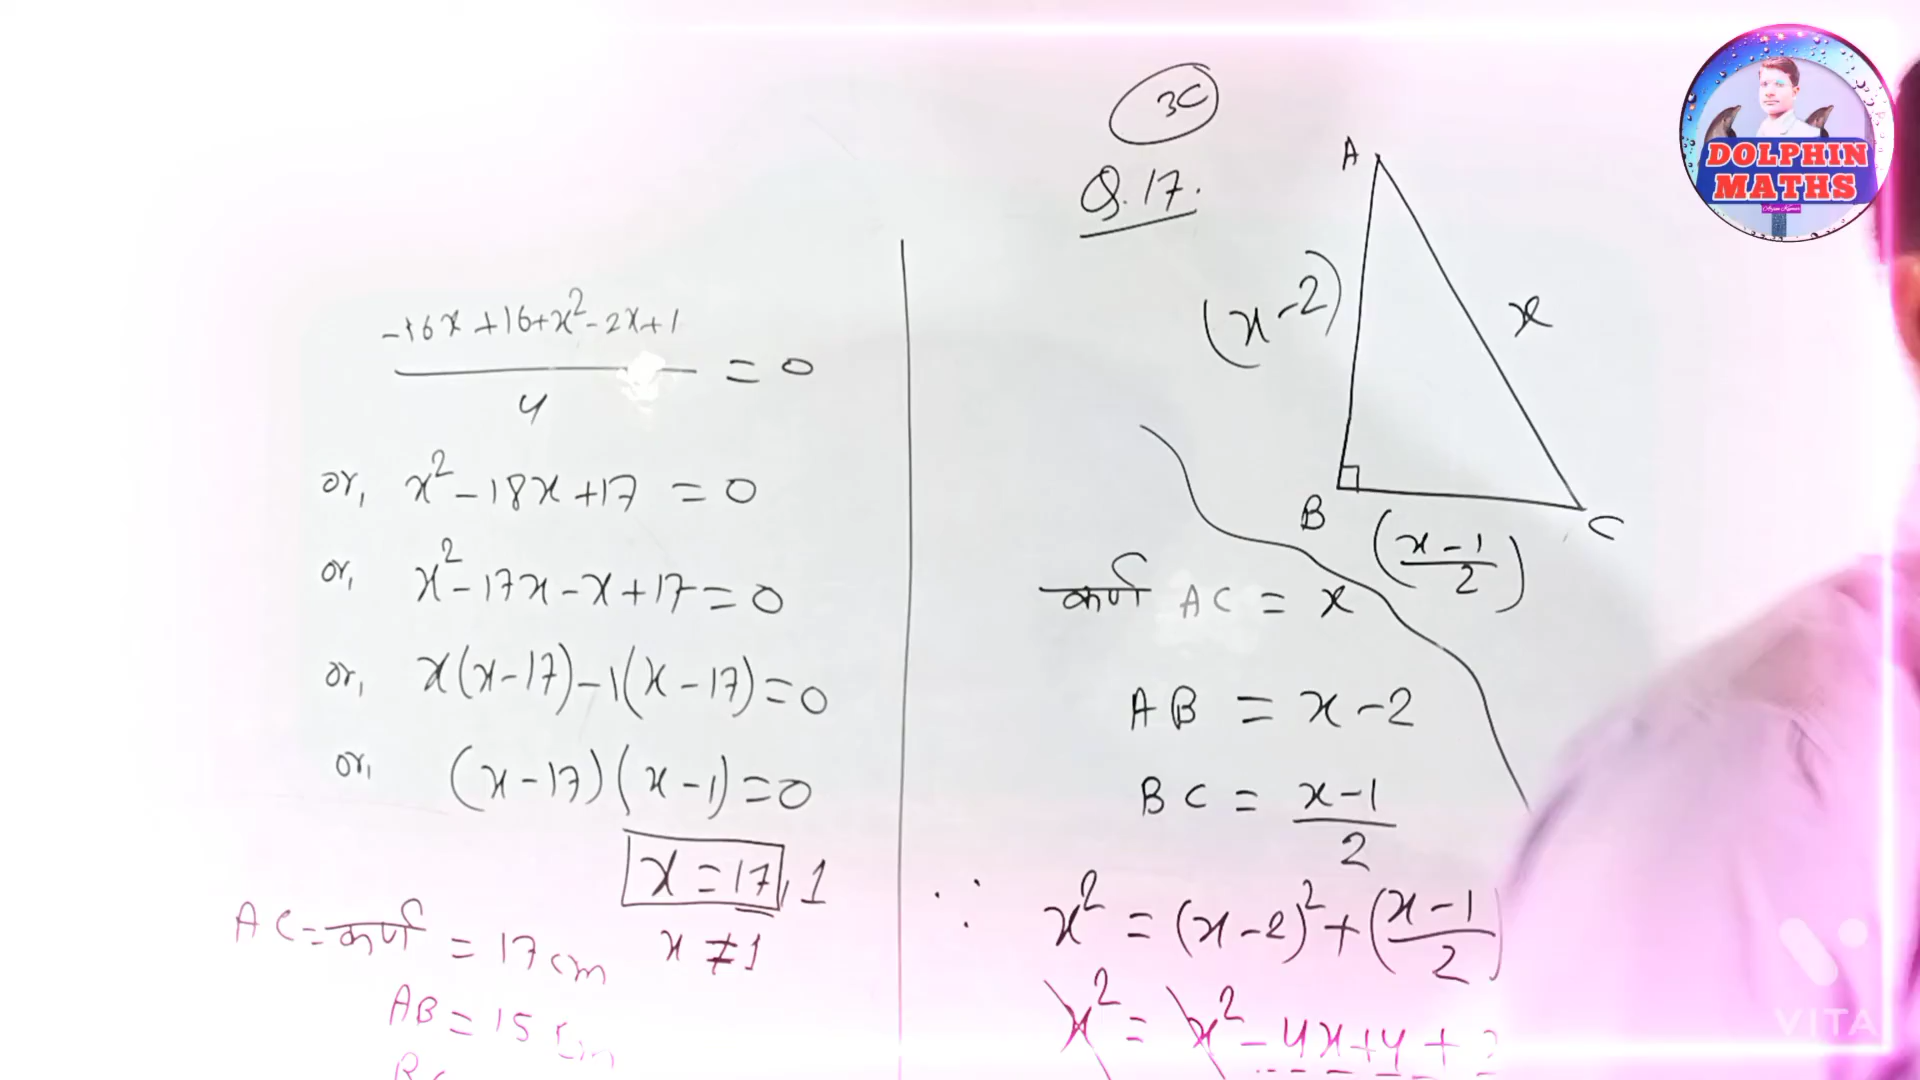 3C
Q.17.
A
(x-2)
x
B
C
(x-1/2)
कर्ण AC = x
AB = x-2
BC = x-1/2
∵ x² = (x-2)² + (x-1/2)
x² = x² - 4x+4 +
-16x +16+x²-2x+1/4 = 0
or, x² - 18x +17 = 0
or, x² - 17x - x + 17 = 0
or, x(x-17) - 1(x-17) = 0
or, (x-17)(x-1) = 0
x = 17, 1
x ≠ 1
AC = कर्ण = 17 cm
AB = 15 cm
DOLPHIN
MATHS
VITA